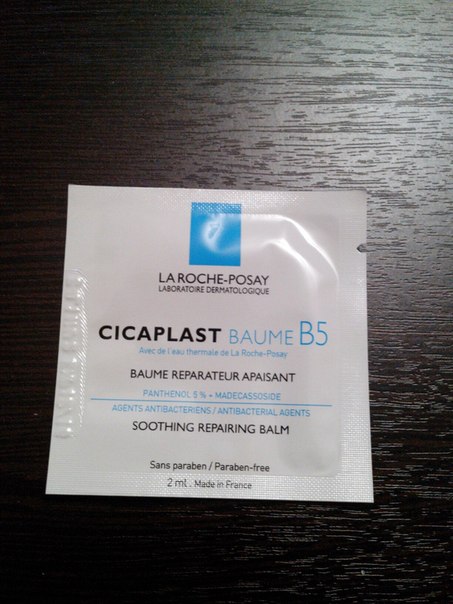 LA ROCHE-POSAY
LABORATOIRE DERMATOLOGIQUE
CICAPLAST BAUME B5
Avec de l'eau thermale de La Roche-Posay
BAUME REPARATEUR APAISANT
PANTHENOL 5 % + MADECASSOSIDE
AGENTS ANTIBACTERIENS / ANTIBACTERIAL AGENTS
SOOTHING REPAIRING BALM
Sans paraben / Paraben-free
2 ml . Made in France